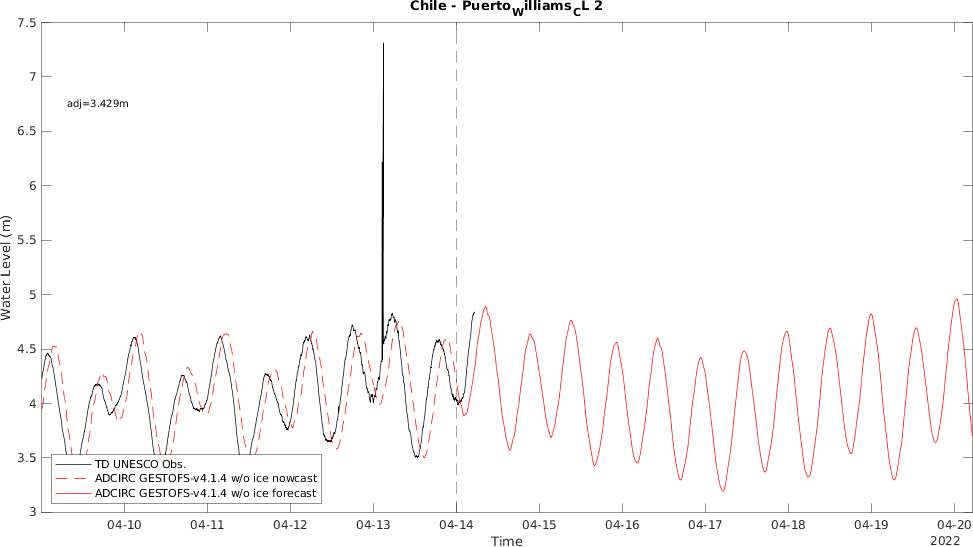 Chile - PuertoWilliamsCL 2
7.5
7
6.5
6
5.5
5
4.5
4
3.5
3
Water Level (m)
adj=3.429m
TD UNESCO Obs.
ADCIRC GESTOFS-v4.1.4 w/o ice nowcast
ADCIRC GESTOFS-v4.1.4 w/o ice forecast
04-10 04-11 04-12 04-13 04-14 04-15 04-16 04-17 04-18 04-19 04-20
Time
2022